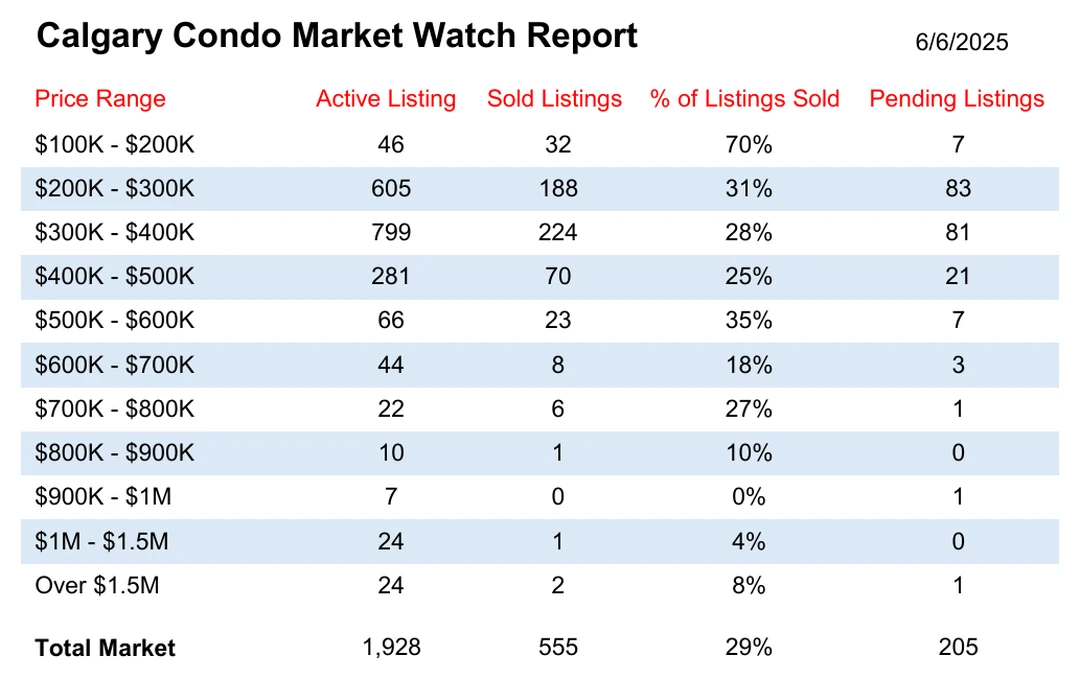 Calgary Condo Market Watch Report 6/6/2025
Price Range Active Listing Sold Listings % of Listings Sold Pending Listings
$100K - $200K 46 32 70% 7
$200K - $300K 605 188 31% 83
$300K - $400K 799 224 28% 81
$400K - $500K 281 70 25% 21
$500K - $600K 66 23 35% 7
$600K - $700K 44 8 18% 3
$700K - $800K 22 6 27% 1
$800K - $900K 10 1 10% 0
$900K - $1M 7 0 0% 1
$1M - $1.5M 24 1 4% 0
Over $1.5M 24 2 8% 1
Total Market 1,928 555 29% 205